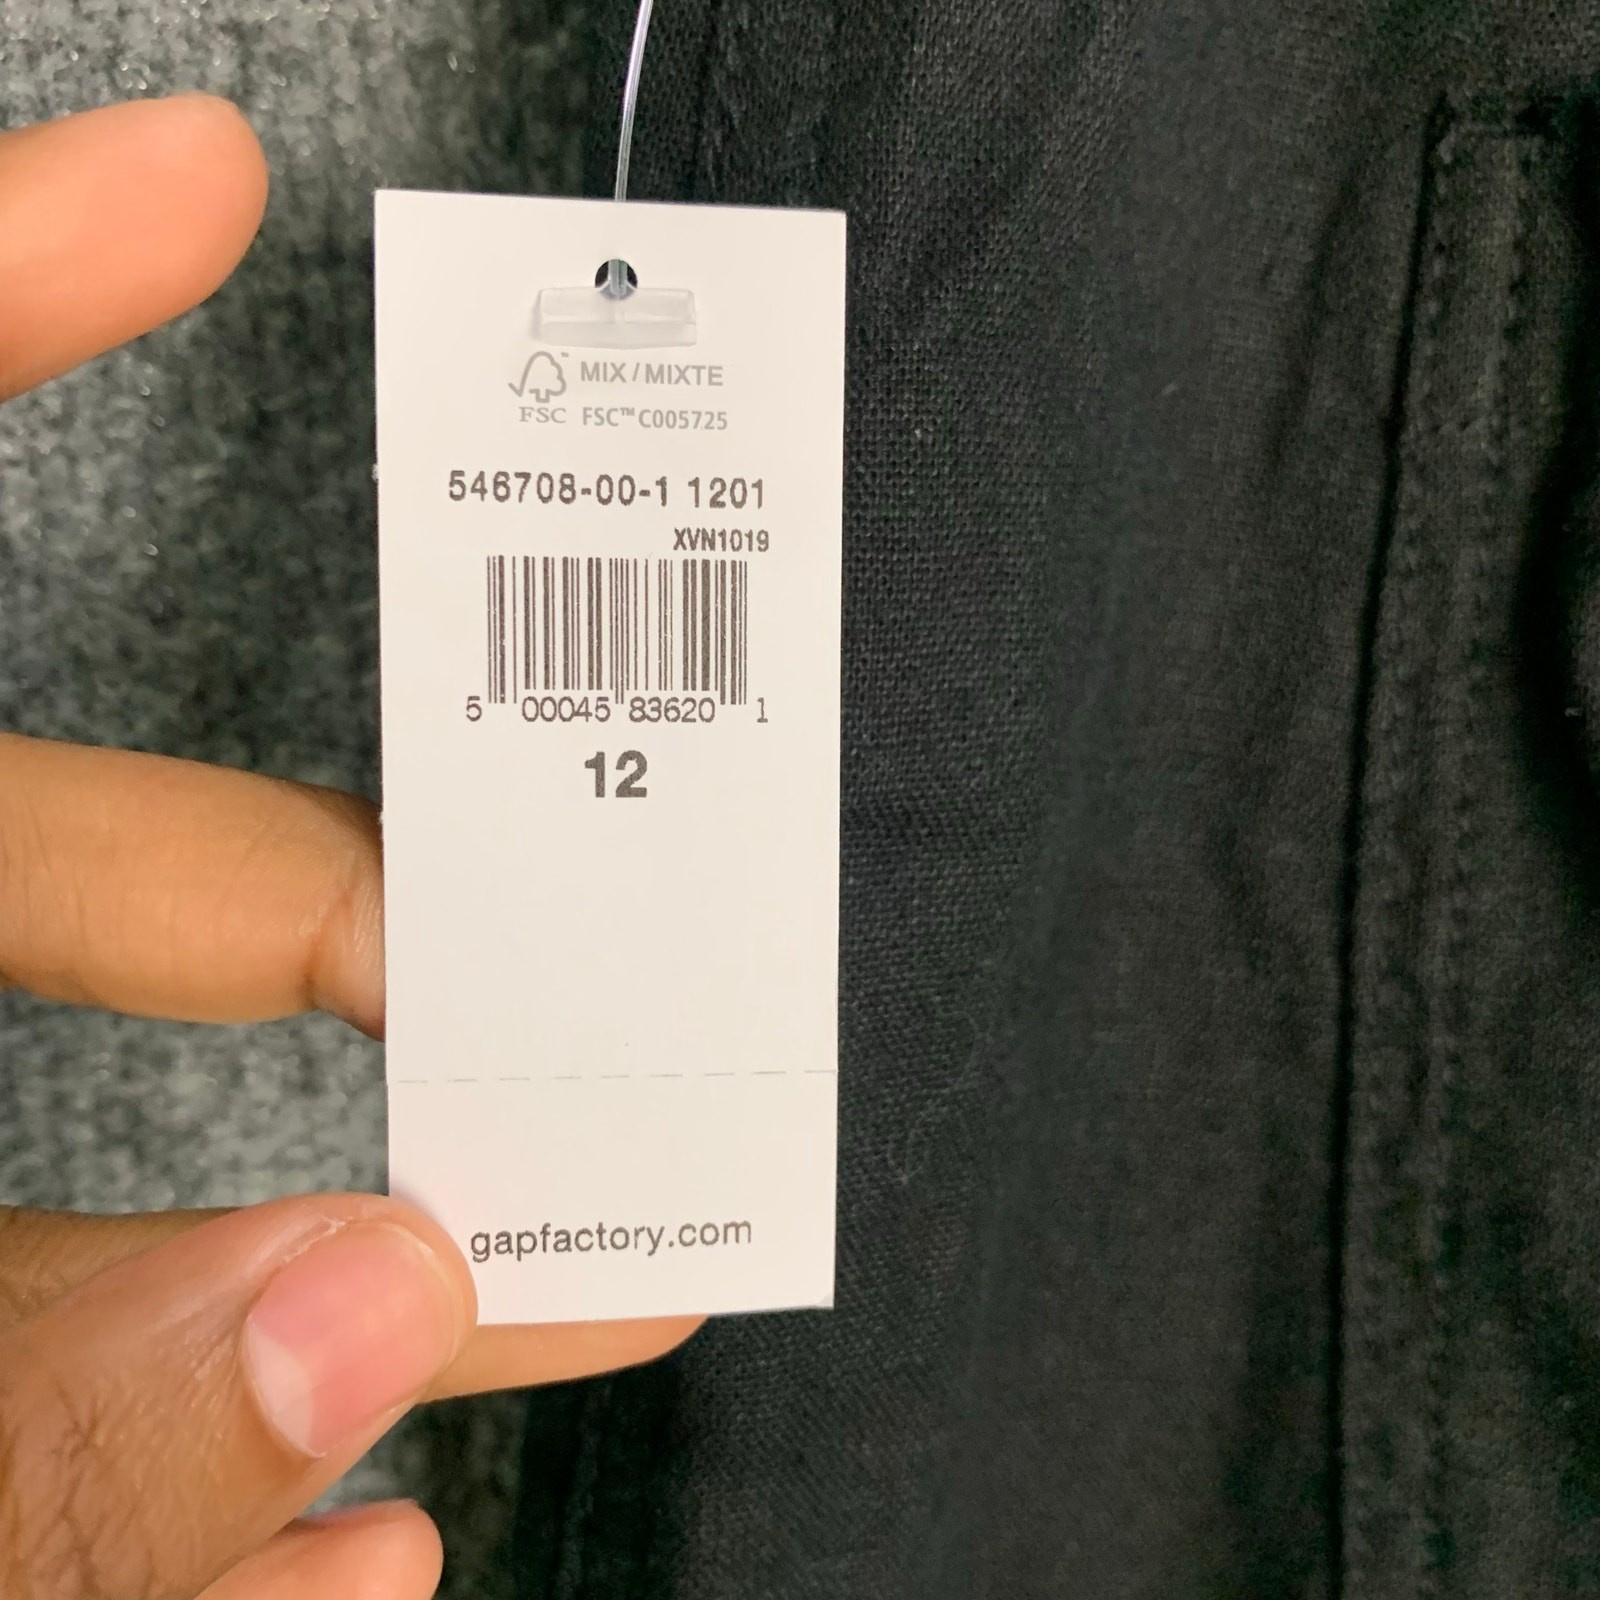 MIX / MIXTE
FSC FSC™ C005725
546708-00-1 1201
XVN1019
5 00045 83620 1
12
gapfactory.com